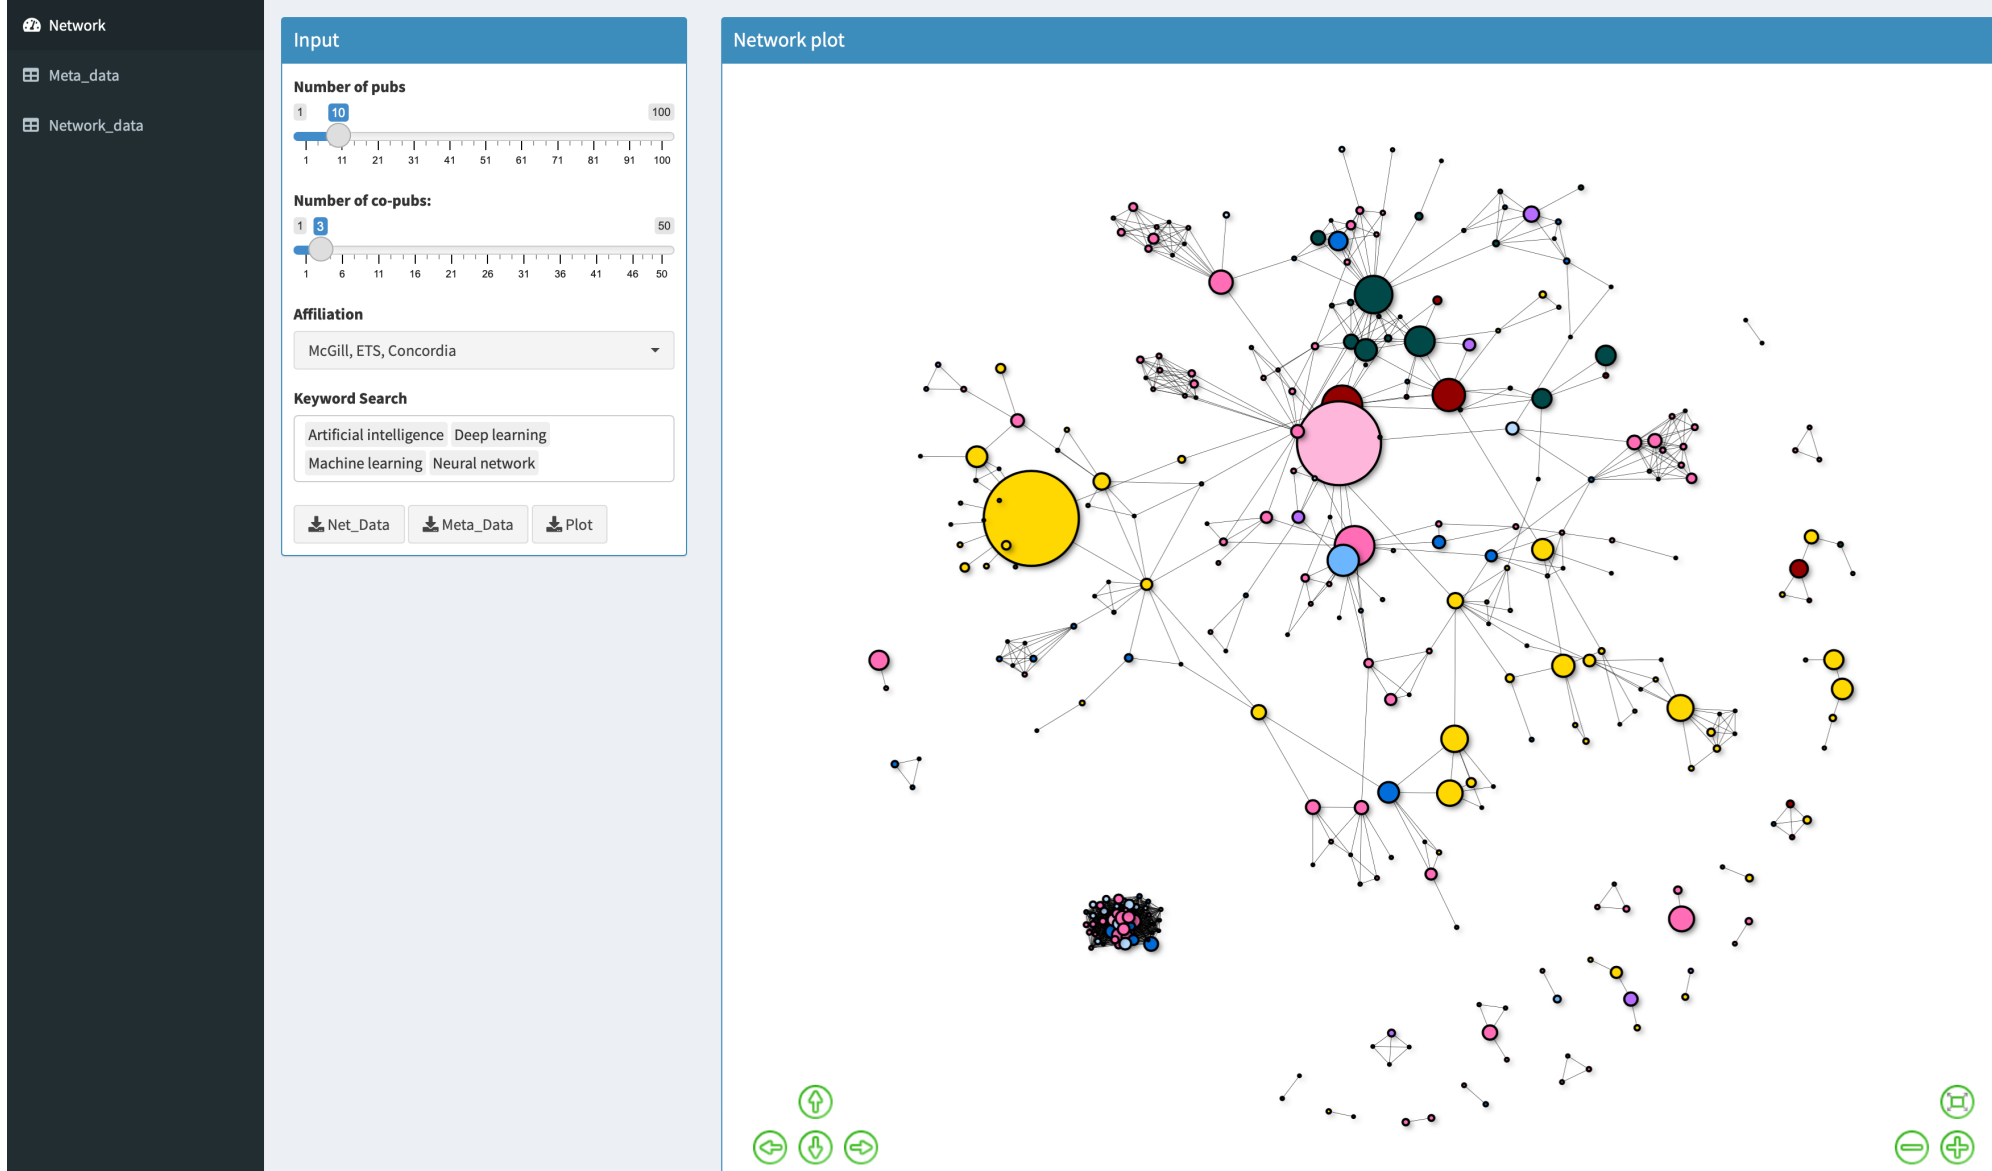 Network
Meta_data
Network_data
Input
Number of pubs
1 10 100
1 11 21 31 41 51 61 71 81 91 100
Number of co-pubs:
1 3 50
1 6 11 16 21 26 31 36 41 46 50
Affiliation
McGill, ETS, Concordia
Keyword Search
Artificial intelligence Deep learning
Machine learning Neural network
Net_Data Meta_Data Plot
Network plot